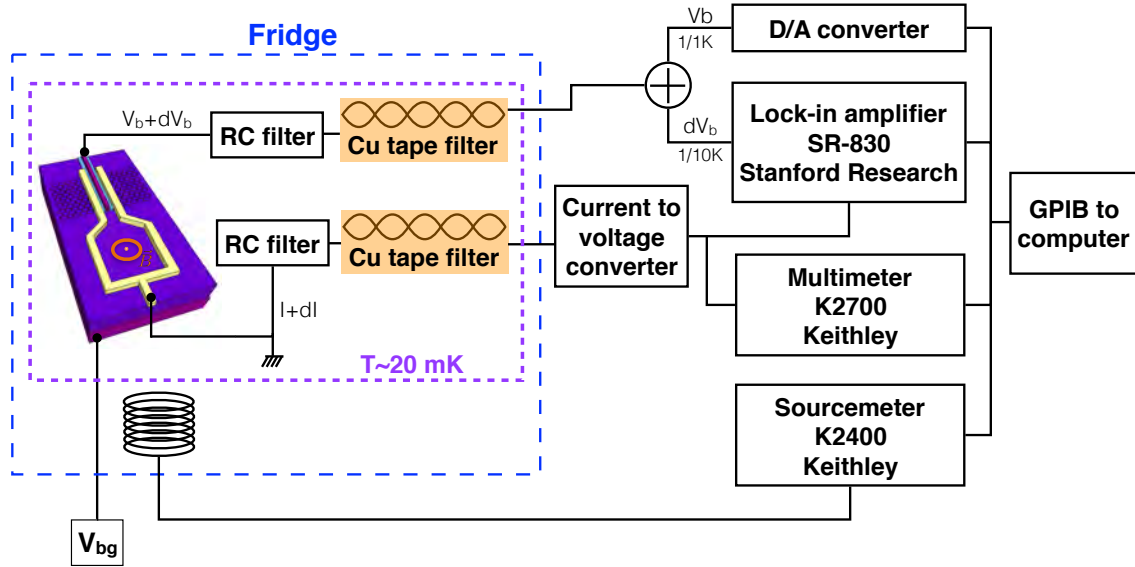 Fridge
Vb
1/1K
D/A converter
dVb
1/10K
Lock-in amplifier
SR-830
Stanford Research
Vb+dVb
RC filter
Cu tape filter
RC filter
Cu tape filter
Current to
voltage
converter
GPIB to
computer
Multimeter
K2700
Keithley
I+dI
T~20 mK
Sourcemeter
K2400
Keithley
Vbg